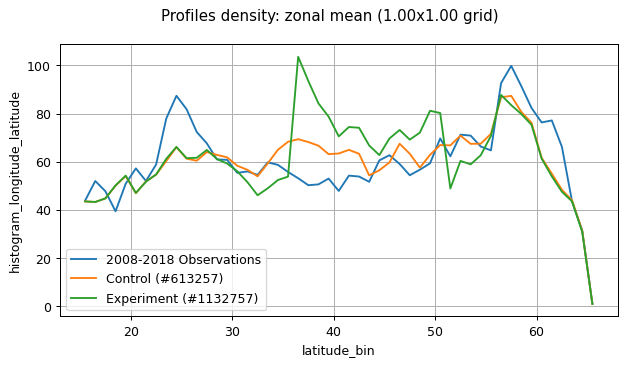 Profiles density: zonal mean (1.00x1.00 grid)
histogram_longitude_latitude
100
80
60
40
20
0
2008-2018 Observations
Control (#613257)
Experiment (#1132757)
20 30 40 50 60
latitude_bin